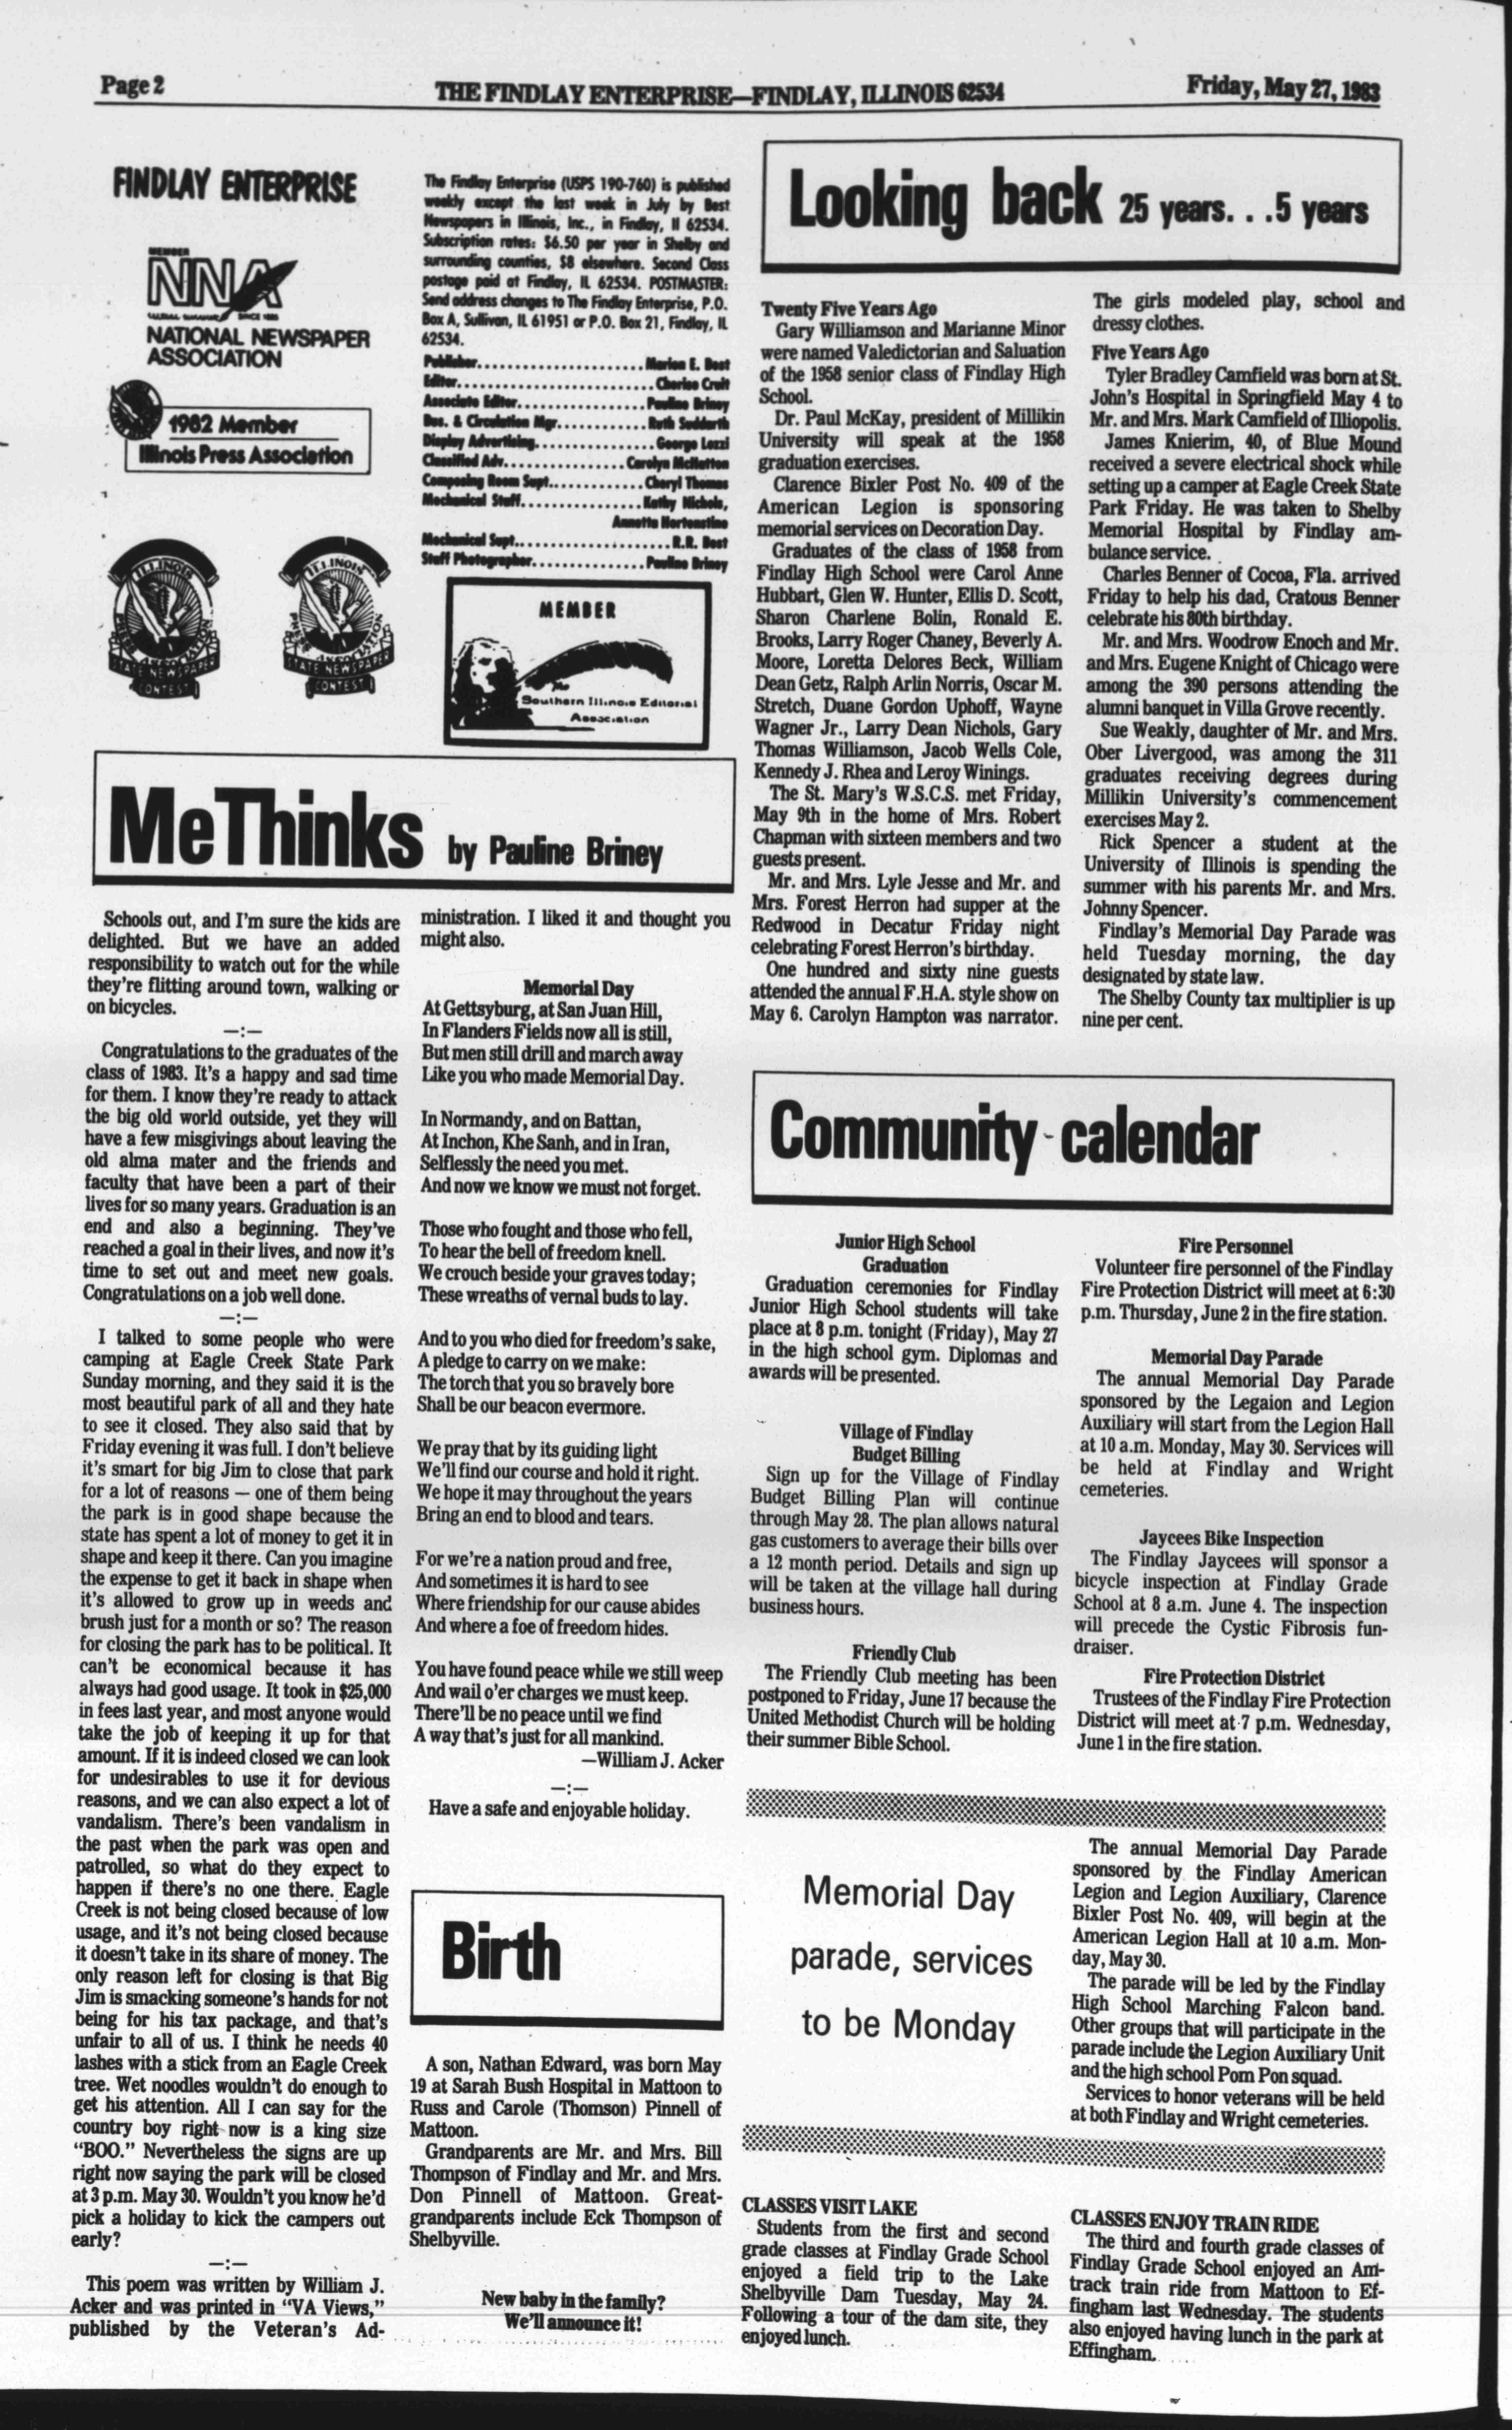 Page 2
THE FINDLAY ENTERPRISE—FINDLAY, ILLINOIS 62534
Friday, May 27, 1983
FINDLAY ENTERPRISE
MEMBER
NNA
SINCE 1885
NATIONAL NEWSPAPER
ASSOCIATION
1982 Member
Illinois Press Association
ILLINOIS
PRESS ASSOCIATION
STATE NEWSPAPER
CONTEST
ILLINOIS
PRESS ASSOCIATION
STATE NEWSPAPER
CONTEST
The Findlay Enterprise (USPS 190-760) is published
weekly except the last week in July by Best
Newspapers in Illinois, Inc., in Findlay, Il 62534.
Subscription rates: $6.50 per year in Shelby and
surrounding counties, $8 elsewhere. Second Class
postage paid at Findlay, IL 62534. POSTMASTER:
Send address changes to The Findlay Enterprise, P.O.
Box A, Sullivan, IL 61951 or P.O. Box 21, Findlay, IL
62534.
Publisher......................Marion E. Best
Editor..........................Cherise Cruit
Associate Editor.................Pauline Briney
Bus. & Circulation Mgr............Ruth Suddarth
Display Advertising................George Lezzi
Classified Adv................Carolyn McHatton
Composing Room Supt............Cheryl Thomas
Mechanical Staff................Kathy Nichols,
Annetta Hortenstine
Mechanical Supt.....................R.R. Best
Staff Photographer...............Pauline Briney
MEMBER
The
Southern Illinois Editorial
Association
MeThinks by Pauline Briney
Schools out, and I'm sure the kids are
delighted. But we have an added
responsibility to watch out for the while
they're flitting around town, walking or
on bicycles.
—:—
Congratulations to the graduates of the
class of 1983. It's a happy and sad time
for them. I know they're ready to attack
the big old world outside, yet they will
have a few misgivings about leaving the
old alma mater and the friends and
faculty that have been a part of their
lives for so many years. Graduation is an
end and also a beginning. They've
reached a goal in their lives, and now it's
time to set out and meet new goals.
Congratulations on a job well done.
—:—
I talked to some people who were
camping at Eagle Creek State Park
Sunday morning, and they said it is the
most beautiful park of all and they hate
to see it closed. They also said that by
Friday evening it was full. I don't believe
it's smart for big Jim to close that park
for a lot of reasons — one of them being
the park is in good shape because the
state has spent a lot of money to get it in
shape and keep it there. Can you imagine
the expense to get it back in shape when
it's allowed to grow up in weeds and
brush just for a month or so? The reason
for closing the park has to be political. It
can't be economical because it has
always had good usage. It took in $25,000
in fees last year, and most anyone would
take the job of keeping it up for that
amount. If it is indeed closed we can look
for undesirables to use it for devious
reasons, and we can also expect a lot of
vandalism. There's been vandalism in
the past when the park was open and
patrolled, so what do they expect to
happen if there's no one there. Eagle
Creek is not being closed because of low
usage, and it's not being closed because
it doesn't take in its share of money. The
only reason left for closing is that Big
Jim is smacking someone's hands for not
being for his tax package, and that's
unfair to all of us. I think he needs 40
lashes with a stick from an Eagle Creek
tree. Wet noodles wouldn't do enough to
get his attention. All I can say for the
country boy right now is a king size
"BOO." Nevertheless the signs are up
right now saying the park will be closed
at 3 p.m. May 30. Wouldn't you know he'd
pick a holiday to kick the campers out
early?
—:—
This poem was written by William J.
Acker and was printed in "VA Views,"
published by the Veteran's Ad-
ministration. I liked it and thought you
might also.
Memorial Day
At Gettsyburg, at San Juan Hill,
In Flanders Fields now all is still,
But men still drill and march away
Like you who made Memorial Day.
In Normandy, and on Battan,
At Inchon, Khe Sanh, and in Iran,
Selflessly the need you met.
And now we know we must not forget.
Those who fought and those who fell,
To hear the bell of freedom knell.
We crouch beside your graves today;
These wreaths of vernal buds to lay.
And to you who died for freedom's sake,
A pledge to carry on we make:
The torch that you so bravely bore
Shall be our beacon evermore.
We pray that by its guiding light
We'll find our course and hold it right.
We hope it may throughout the years
Bring an end to blood and tears.
For we're a nation proud and free,
And sometimes it is hard to see
Where friendship for our cause abides
And where a foe of freedom hides.
You have found peace while we still weep
And wail o'er charges we must keep.
There'll be no peace until we find
A way that's just for all mankind.
—William J. Acker
—:—
Have a safe and enjoyable holiday.
Birth
A son, Nathan Edward, was born May
19 at Sarah Bush Hospital in Mattoon to
Russ and Carole (Thomson) Pinnell of
Mattoon.
Grandparents are Mr. and Mrs. Bill
Thompson of Findlay and Mr. and Mrs.
Don Pinnell of Mattoon. Great-
grandparents include Eck Thompson of
Shelbyville.
New baby in the family?
We'll announce it!
Looking back 25 years. . .5 years
Twenty Five Years Ago
Gary Williamson and Marianne Minor
were named Valedictorian and Saluation
of the 1958 senior class of Findlay High
School.
Dr. Paul McKay, president of Millikin
University will speak at the 1958
graduation exercises.
Clarence Bixler Post No. 409 of the
American Legion is sponsoring
memorial services on Decoration Day.
Graduates of the class of 1958 from
Findlay High School were Carol Anne
Hubbart, Glen W. Hunter, Ellis D. Scott,
Sharon Charlene Bolin, Ronald E.
Brooks, Larry Roger Chaney, Beverly A.
Moore, Loretta Delores Beck, William
Dean Getz, Ralph Arlin Norris, Oscar M.
Stretch, Duane Gordon Uphoff, Wayne
Wagner Jr., Larry Dean Nichols, Gary
Thomas Williamson, Jacob Wells Cole,
Kennedy J. Rhea and Leroy Winings.
The St. Mary's W.S.C.S. met Friday,
May 9th in the home of Mrs. Robert
Chapman with sixteen members and two
guests present.
Mr. and Mrs. Lyle Jesse and Mr. and
Mrs. Forest Herron had supper at the
Redwood in Decatur Friday night
celebrating Forest Herron's birthday.
One hundred and sixty nine guests
attended the annual F.H.A. style show on
May 6. Carolyn Hampton was narrator.
The girls modeled play, school and
dressy clothes.
Five Years Ago
Tyler Bradley Camfield was born at St.
John's Hospital in Springfield May 4 to
Mr. and Mrs. Mark Camfield of Illiopolis.
James Knierim, 40, of Blue Mound
received a severe electrical shock while
setting up a camper at Eagle Creek State
Park Friday. He was taken to Shelby
Memorial Hospital by Findlay am-
bulance service.
Charles Benner of Cocoa, Fla. arrived
Friday to help his dad, Cratous Benner
celebrate his 80th birthday.
Mr. and Mrs. Woodrow Enoch and Mr.
and Mrs. Eugene Knight of Chicago were
among the 390 persons attending the
alumni banquet in Villa Grove recently.
Sue Weakly, daughter of Mr. and Mrs.
Ober Livergood, was among the 311
graduates receiving degrees during
Millikin University's commencement
exercises May 2.
Rick Spencer a student at the
University of Illinois is spending the
summer with his parents Mr. and Mrs.
Johnny Spencer.
Findlay's Memorial Day Parade was
held Tuesday morning, the day
designated by state law.
The Shelby County tax multiplier is up
nine per cent.
Community calendar
Junior High School
Graduation
Graduation ceremonies for Findlay
Junior High School students will take
place at 8 p.m. tonight (Friday), May 27
in the high school gym. Diplomas and
awards will be presented.
Village of Findlay
Budget Billing
Sign up for the Village of Findlay
Budget Billing Plan will continue
through May 28. The plan allows natural
gas customers to average their bills over
a 12 month period. Details and sign up
will be taken at the village hall during
business hours.
Friendly Club
The Friendly Club meeting has been
postponed to Friday, June 17 because the
United Methodist Church will be holding
their summer Bible School.
Fire Personnel
Volunteer fire personnel of the Findlay
Fire Protection District will meet at 6:30
p.m. Thursday, June 2 in the fire station.
Memorial Day Parade
The annual Memorial Day Parade
sponsored by the Legaion and Legion
Auxiliary will start from the Legion Hall
at 10 a.m. Monday, May 30. Services will
be held at Findlay and Wright
cemeteries.
Jaycees Bike Inspection
The Findlay Jaycees will sponsor a
bicycle inspection at Findlay Grade
School at 8 a.m. June 4. The inspection
will precede the Cystic Fibrosis fun-
draiser.
Fire Protection District
Trustees of the Findlay Fire Protection
District will meet at 7 p.m. Wednesday,
June 1 in the fire station.
Memorial Day
parade, services
to be Monday
The annual Memorial Day Parade
sponsored by the Findlay American
Legion and Legion Auxiliary, Clarence
Bixler Post No. 409, will begin at the
American Legion Hall at 10 a.m. Mon-
day, May 30.
The parade will be led by the Findlay
High School Marching Falcon band.
Other groups that will participate in the
parade include the Legion Auxiliary Unit
and the high school Pom Pon squad.
Services to honor veterans will be held
at both Findlay and Wright cemeteries.
CLASSES VISIT LAKE
Students from the first and second
grade classes at Findlay Grade School
enjoyed a field trip to the Lake
Shelbyville Dam Tuesday, May 24.
Following a tour of the dam site, they
enjoyed lunch.
CLASSES ENJOY TRAIN RIDE
The third and fourth grade classes of
Findlay Grade School enjoyed an Am-
track train ride from Mattoon to Ef-
fingham last Wednesday. The students
also enjoyed having lunch in the park at
Effingham.